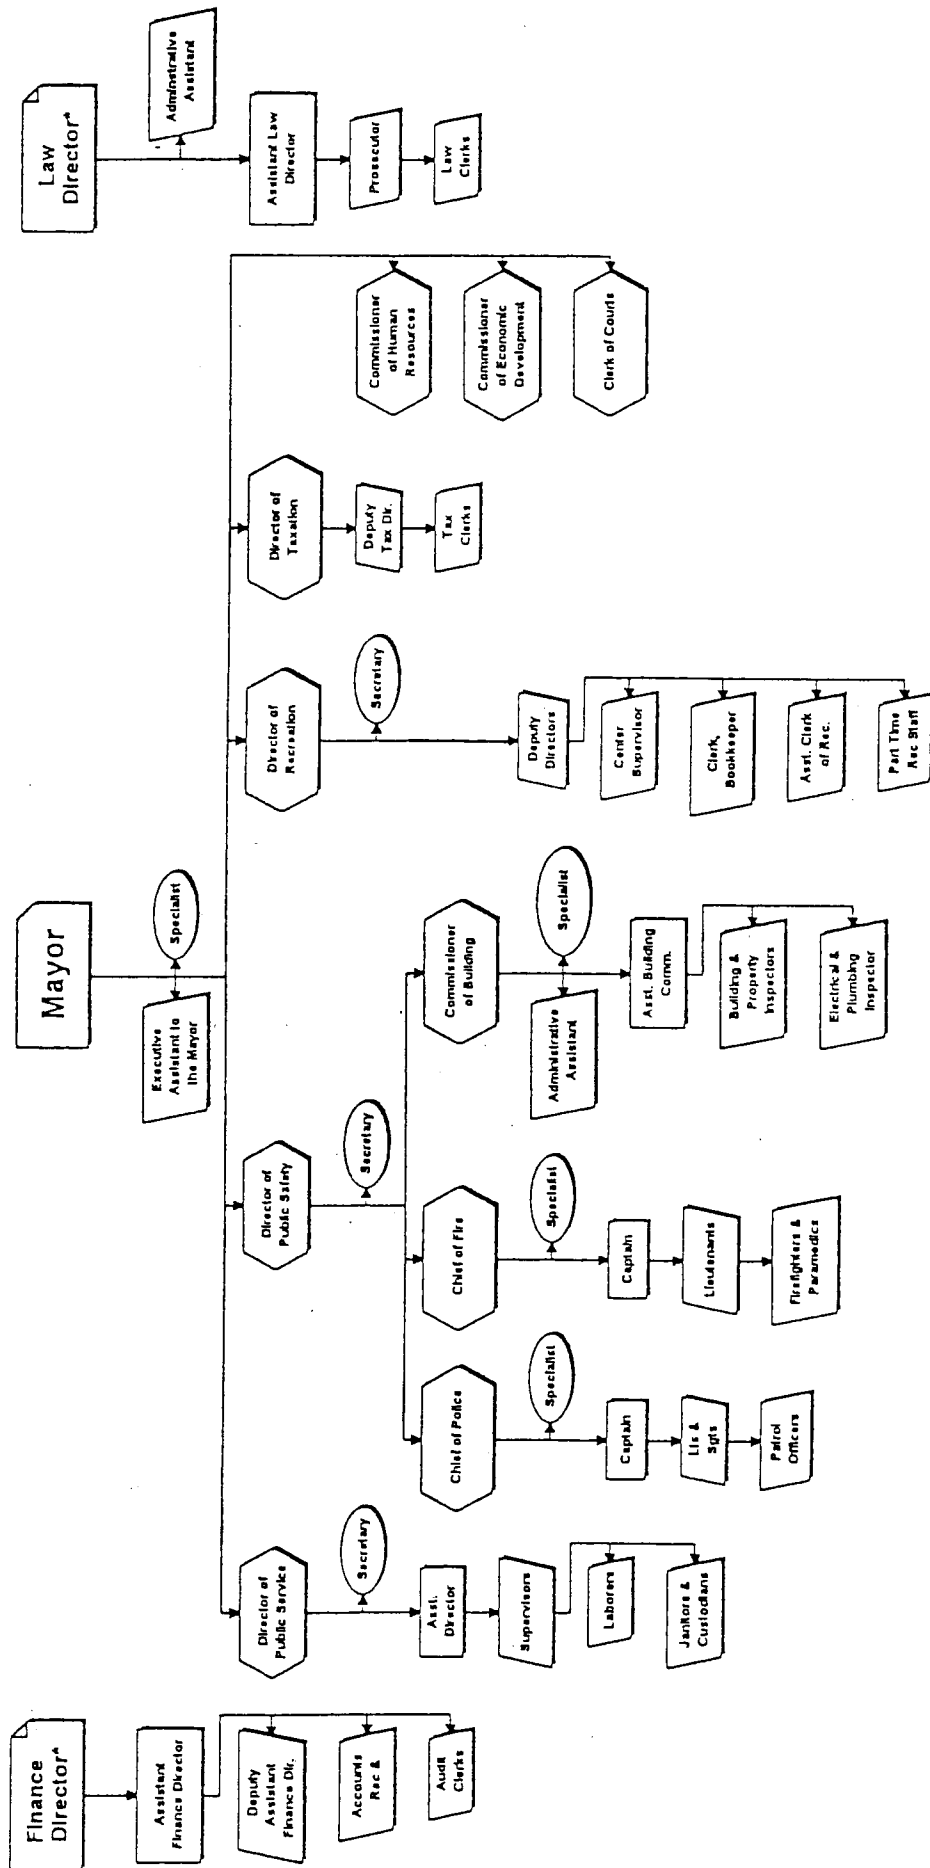 Finance
Director*
Assistant
Finance Director
Deputy
Assistant
Finance Dir.
Accounts
Rec &
Audit
Clerks
Mayor
Executive
Assistant to
the Mayor
Specialist
Director of
Public Service
Secretary
Asst.
Director
Supervisors
Laborers
Janitors &
Custodians
Director of
Public Safety
Secretary
Chief of Police
Specialist
Captain
Lts &
Sgts
Patrol
Officers
Chief of Fire
Specialist
Captain
Lieutenants
Firefighters &
Paramedics
Commissioner
of Building
Administrative
Assistant
Specialist
Asst. Building
Comm.
Building &
Property
Inspectors
Electrical &
Plumbing
Inspector
Director of
Recreation
Secretary
Deputy
Directors
Center
Supervisor
Clerk,
Bookkeeper
Asst. Clerk
of Rec.
Part Time
Rec Staff
Director of
Taxation
Deputy
Tax Dir.
Tax
Clerks
Commissioner
of Human
Resources
Commissioner
of Economic
Development
Clerk of Courts
Law
Director*
Adminstrative
Assistant
Assistant Law
Director
Prosecutor
Law
Clerks